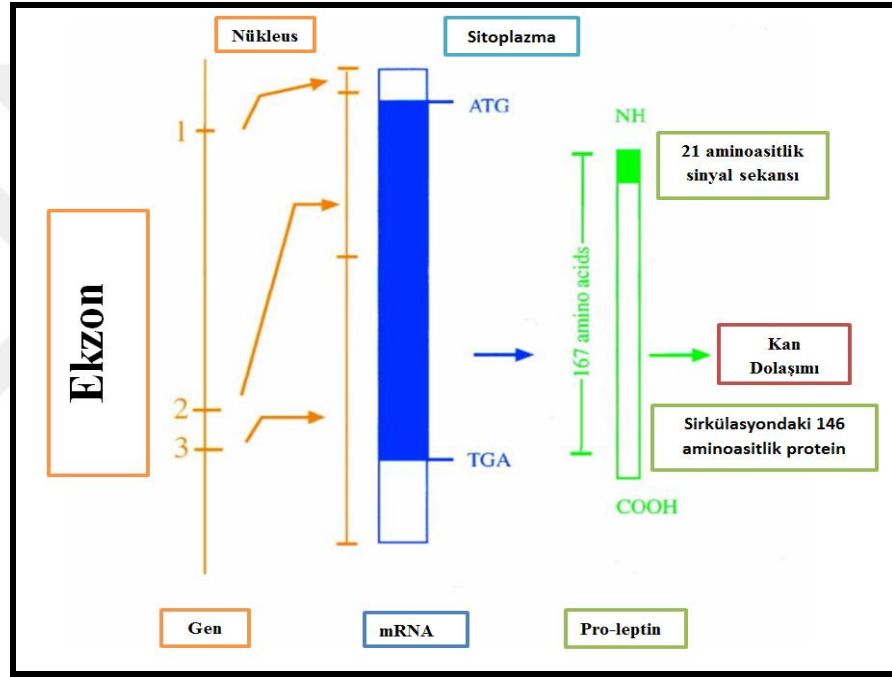 Nükleus
Sitoplazma
ATG
NH
1
21 aminoasitlik
sinyal sekansı
Ekzon
167 amino acids
Kan
Dolaşımı
2
3
Sirkülasyondaki 146
aminoasitlik protein
TGA
COOH
Gen
mRNA
Pro-leptin